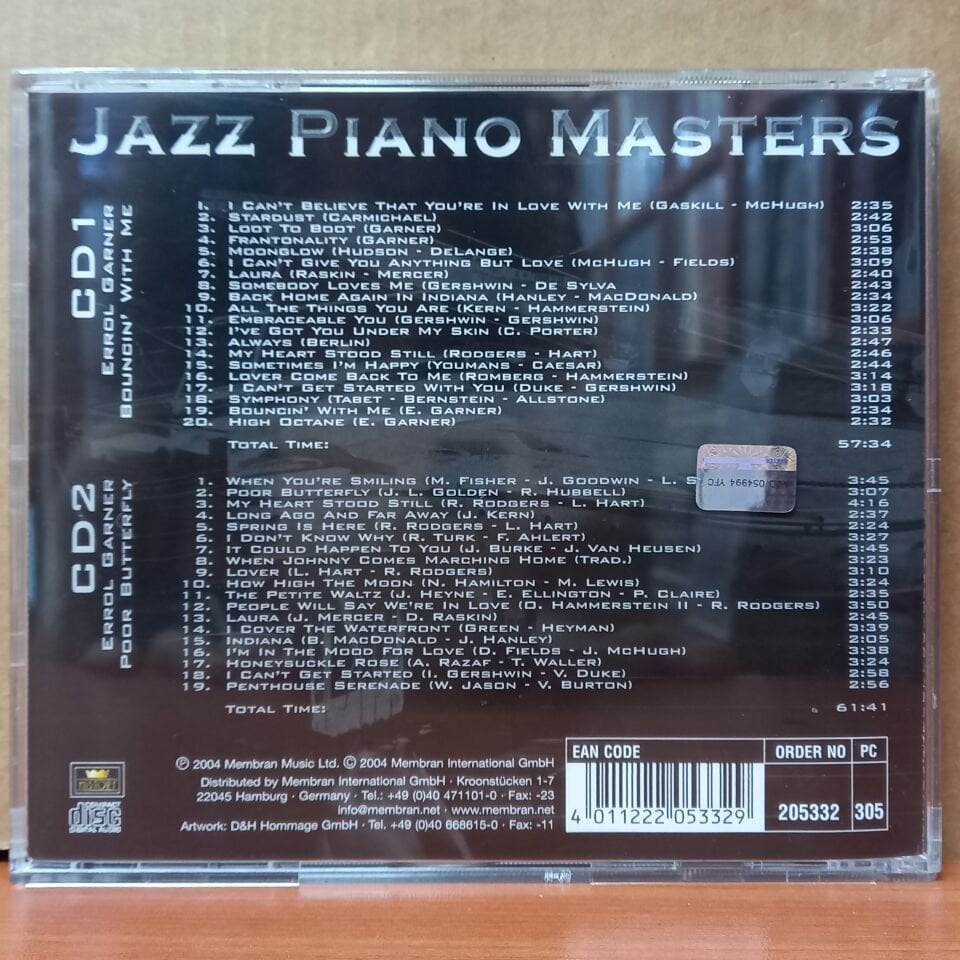 JAZZ PIANO MASTERS
CD1
ERROL GARNER
BOUNCIN' WITH ME
1. I CAN'T BELIEVE THAT YOU'RE IN LOVE WITH ME (GASKILL - MCHUGH) 2:35
2. STARDUST (CARMICHAEL) 2:42
3. LOOT TO BOOT (GARNER) 3:06
4. FRANTONALITY (GARNER) 2:53
5. MOONGLOW (HUDSON - DELANGE) 2:38
6. I CAN'T GIVE YOU ANYTHING BUT LOVE (MCHUGH - FIELDS) 3:09
7. LAURA (RASKIN - MERCER) 2:40
8. SOMEBODY LOVES ME (GERSHWIN - DE SYLVA 2:43
9. BACK HOME AGAIN IN INDIANA (HANLEY - MACDONALD) 2:34
10. ALL THE THINGS YOU ARE (KERN - HAMMERSTEIN) 3:22
11. EMBRACEABLE YOU (GERSHWIN - GERSHWIN) 3:06
12. I'VE GOT YOU UNDER MY SKIN (C. PORTER) 2:33
13. ALWAYS (BERLIN) 2:47
14. MY HEART STOOD STILL (RODGERS - HART) 2:46
15. SOMETIMES I'M HAPPY (YOUMANS - CAESAR) 2:44
16. LOVER COME BACK TO ME (ROMBERG - HAMMERSTEIN) 3:14
17. I CAN'T GET STARTED WITH YOU (DUKE - GERSHWIN) 3:18
18. SYMPHONY (TABET - BERNSTEIN - ALLSTONE) 3:03
19. BOUNCIN' WITH ME (E. GARNER) 2:34
20. HIGH OCTANE (E. GARNER) 2:32
TOTAL TIME: 57:34
CD2
ERROL GARNER
POOR BUTTERFLY
1. WHEN YOU'RE SMILING (M. FISHER - J. GOODWIN - L. S 3:45
2. POOR BUTTERFLY (J. L. GOLDEN - R. HUBBELL) 3:07
3. MY HEART STOOD STILL (R. RODGERS - L. HART) 4:16
4. LONG AGO AND FAR AWAY (J. KERN) 2:37
5. SPRING IS HERE (R. RODGERS - L. HART) 2:24
6. I DON'T KNOW WHY (R. TURK - F. AHLERT) 3:27
7. IT COULD HAPPEN TO YOU (J. BURKE - J. VAN HEUSEN) 3:45
8. WHEN JOHNNY COMES MARCHING HOME (TRAD.) 3:23
9. LOVER (L. HART - R. RODGERS) 3:10
10. HOW HIGH THE MOON (N. HAMILTON - M. LEWIS) 3:24
11. THE PETITE WALTZ (J. HEYNE - E. ELLINGTON - P. CLAIRE) 2:35
12. PEOPLE WILL SAY WE'RE IN LOVE (O. HAMMERSTEIN II - R. RODGERS) 3:50
13. LAURA (J. MERCER - D. RASKIN) 2:45
14. I COVER THE WATERFRONT (GREEN - HEYMAN) 3:39
15. INDIANA (B. MACDONALD - J. HANLEY) 2:05
16. I'M IN THE MOOD FOR LOVE (D. FIELDS - J. MCHUGH) 3:38
17. HONEYSUCKLE ROSE (A. RAZAF - T. WALLER) 3:24
18. I CAN'T GET STARTED (I. GERSHWIN - V. DUKE) 2:58
19. PENTHOUSE SERENADE (W. JASON - V. BURTON) 2:56
TOTAL TIME: 61:41
054994 YFC
℗ 2004 Membran Music Ltd. © 2004 Membran International GmbH
Distributed by Membran International GmbH · Kroonstücken 1-7
22045 Hamburg · Germany · Tel.: +49 (0)40 471101-0 · Fax: -23
info@membran.net · www.membran.net
Artwork: D&H Hommage GmbH · Tel. +49 (0)40 668615-0 · Fax: -11
COMPACT
disc
DIGITAL AUDIO
EAN CODE ORDER NO PC
4 011222 053329 205332 305